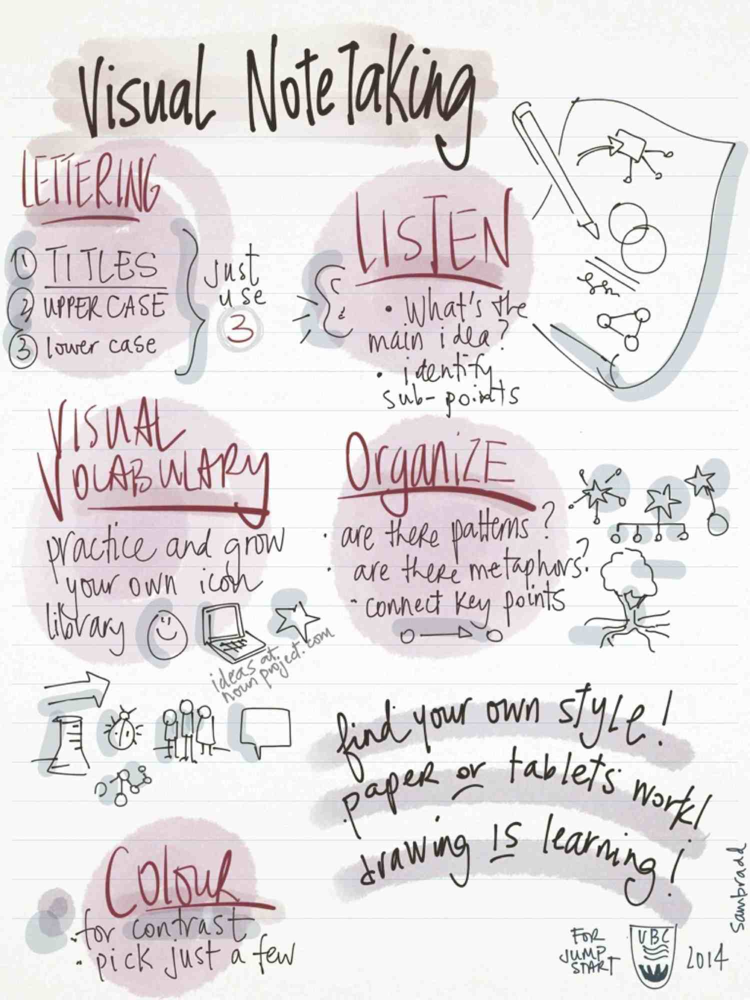 Visual NoteTaking
LETTERING
1 TITLES
2 UPPERCASE
3 lower case
just
use
3
LISTEN
• What's the
main idea?
• identify
sub-points
VISUAL
VOCABULARY
practice and grow
your own icon
library
ideas at
nounproject.com
OrganIZE
• are there patterns?
• are there metaphors?
• connect key points
find your own style!
paper or tablets work!
drawing IS learning!
ColouR
• for contrast
• pick just a few
FOR
JUMP
START
UBC
2014
sambradd